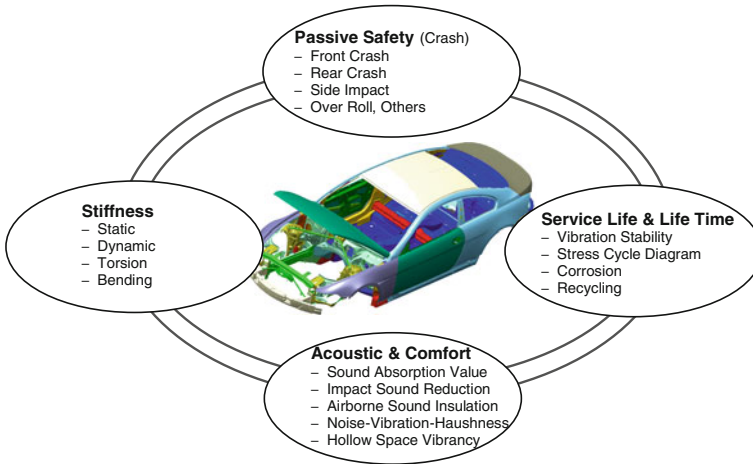 Passive Safety (Crash)
– Front Crash
– Rear Crash
– Side Impact
– Over Roll, Others
Stiffness
– Static
– Dynamic
– Torsion
– Bending
Service Life & Life Time
– Vibration Stability
– Stress Cycle Diagram
– Corrosion
– Recycling
Acoustic & Comfort
– Sound Absorption Value
– Impact Sound Reduction
– Airborne Sound Insulation
– Noise-Vibration-Haushness
– Hollow Space Vibrancy